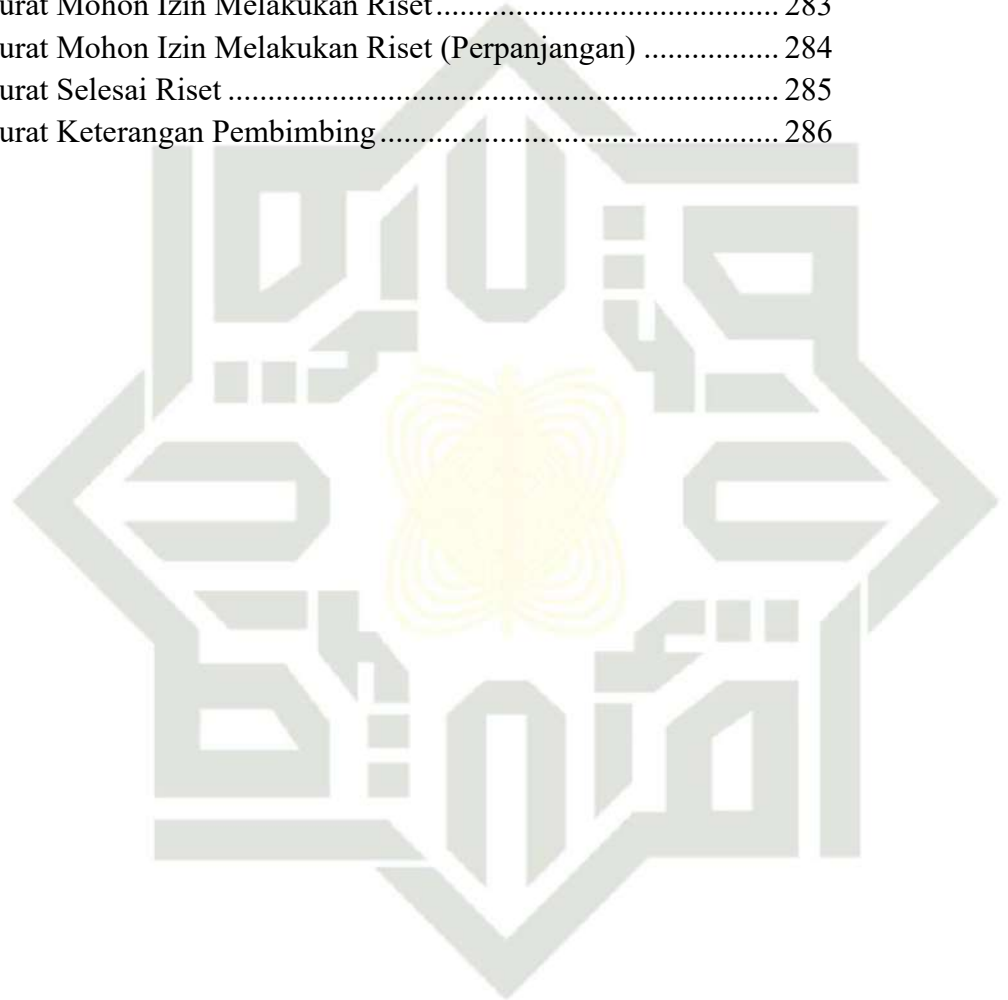 urat Mohon Izin Melakukan Riset........................................... 283
urat Mohon Izin Melakukan Riset (Perpanjangan) ................. 284
urat Selesai Riset ..................................................................... 285
urat Keterangan Pembimbing.................................................. 286